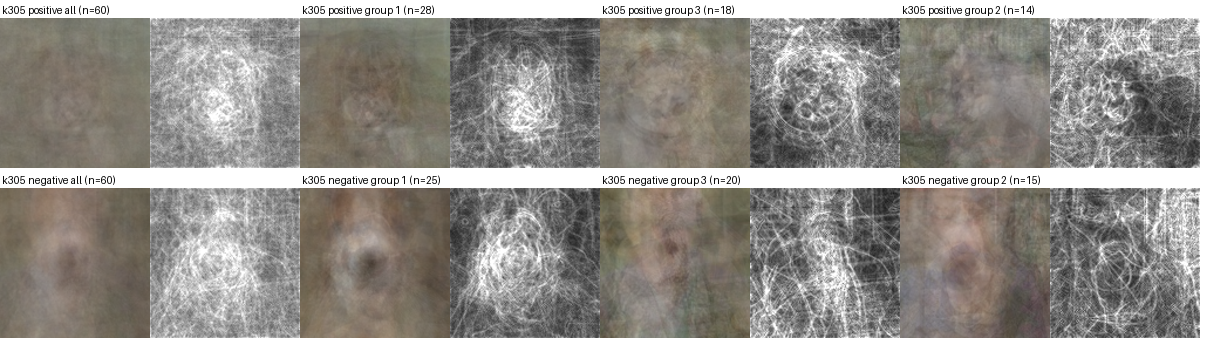 k305 positive all (n=60)
k305 positive group 1 (n=28)
k305 positive group 3 (n=18)
k305 positive group 2 (n=14)
k305 negative all (n=60)
k305 negative group 1 (n=25)
k305 negative group 3 (n=20)
k305 negative group 2 (n=15)